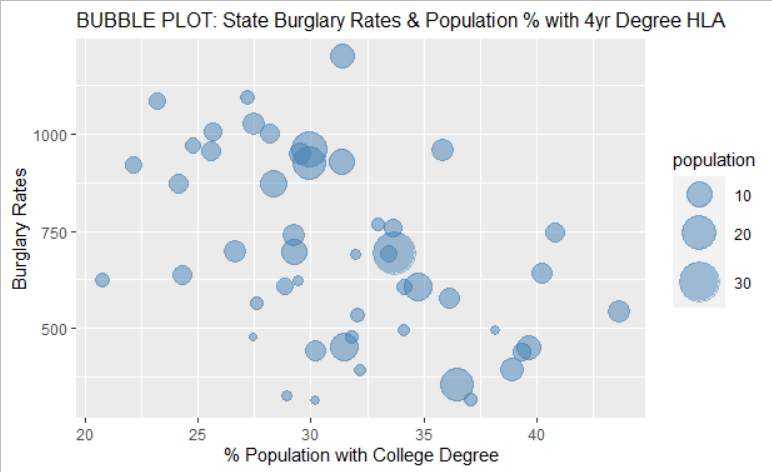 BUBBLE PLOT: State Burglary Rates & Population % with 4yr Degree HLA
1000
750
500
Burglary Rates
20 25 30 35 40
% Population with College Degree
population
10
20
30